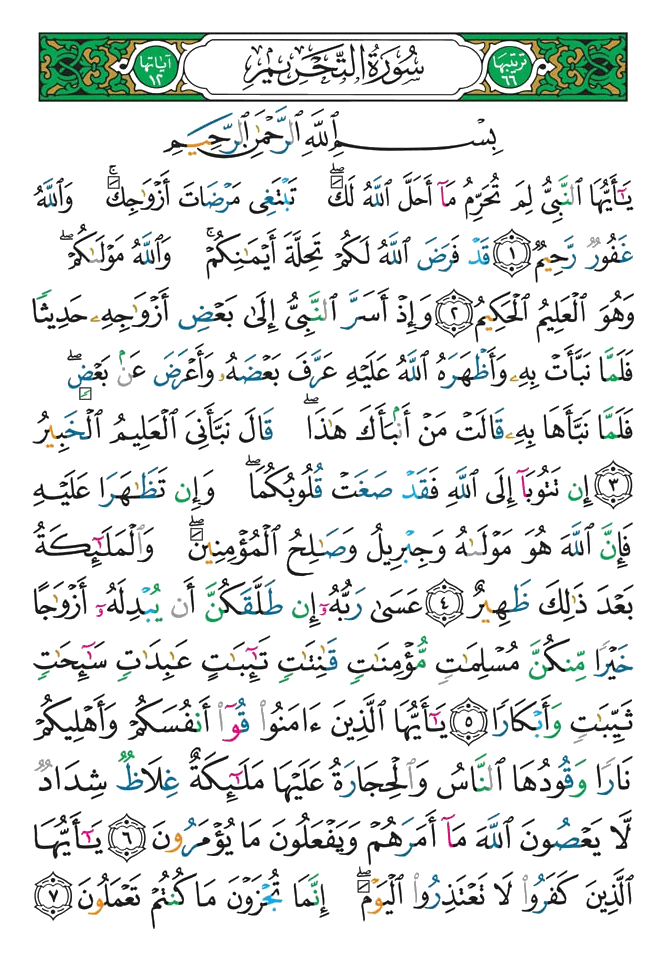 ترتيبها ٦٦ سُورَةُ التَّحْرِيمِ آياتها ١٢
بِسْمِ ٱللَّهِ ٱلرَّحْمَٰنِ ٱلرَّحِيمِ
يَٰٓأَيُّهَا ٱلنَّبِىُّ لِمَ تُحَرِّمُ مَآ أَحَلَّ ٱللَّهُ لَكَ ۖ تَبْتَغِى مَرْضَاتَ أَزْوَٰجِكَ ۚ وَٱللَّهُ
غَفُورٌ رَّحِيمٌ ١ قَدْ فَرَضَ ٱللَّهُ لَكُمْ تَحِلَّةَ أَيْمَٰنِكُمْ ۚ وَٱللَّهُ مَوْلَىٰكُمْ ۖ
وَهُوَ ٱلْعَلِيمُ ٱلْحَكِيمُ ٢ وَإِذْ أَسَرَّ ٱلنَّبِىُّ إِلَىٰ بَعْضِ أَزْوَٰجِهِۦ حَدِيثًا
فَلَمَّا نَبَّأَتْ بِهِۦ وَأَظْهَرَهُ ٱللَّهُ عَلَيْهِ عَرَّفَ بَعْضَهُۥ وَأَعْرَضَ عَنۢ بَعْضٍ ۖ
فَلَمَّا نَبَّأَهَا بِهِۦ قَالَتْ مَنْ أَنۢبَأَكَ هَٰذَا ۖ قَالَ نَبَّأَنِىَ ٱلْعَلِيمُ ٱلْخَبِيرُ
٣ إِن تَتُوبَآ إِلَى ٱللَّهِ فَقَدْ صَغَتْ قُلُوبُكُمَا ۖ وَإِن تَظَٰهَرَا عَلَيْهِ
فَإِنَّ ٱللَّهَ هُوَ مَوْلَىٰهُ وَجِبْرِيلُ وَصَٰلِحُ ٱلْمُؤْمِنِينَ ۖ وَٱلْمَلَٰٓئِكَةُ
بَعْدَ ذَٰلِكَ ظَهِيرٌ ٤ عَسَىٰ رَبُّهُۥٓ إِن طَلَّقَكُنَّ أَن يُبْدِلَهُۥٓ أَزْوَٰجًا
خَيْرًا مِّنكُنَّ مُسْلِمَٰتٍ مُّؤْمِنَٰتٍ قَٰنِتَٰتٍ تَٰٓئِبَٰتٍ عَٰبِدَٰتٍ سَٰٓئِحَٰتٍ
ثَيِّبَٰتٍ وَأَبْكَارًا ٥ يَٰٓأَيُّهَا ٱلَّذِينَ ءَامَنُوا۟ قُوٓا۟ أَنفُسَكُمْ وَأَهْلِيكُمْ
نَارًا وَقُودُهَا ٱلنَّاسُ وَٱلْحِجَارَةُ عَلَيْهَا مَلَٰٓئِكَةٌ غِلَاظٌ شِدَادٌ
لَّا يَعْصُونَ ٱللَّهَ مَآ أَمَرَهُمْ وَيَفْعَلُونَ مَا يُؤْمَرُونَ ٦ يَٰٓأَيُّهَا
ٱلَّذِينَ كَفَرُوا۟ لَا تَعْتَذِرُوا۟ ٱلْيَوْمَ ۖ إِنَّمَا تُجْزَوْنَ مَا كُنتُمْ تَعْمَلُونَ ٧